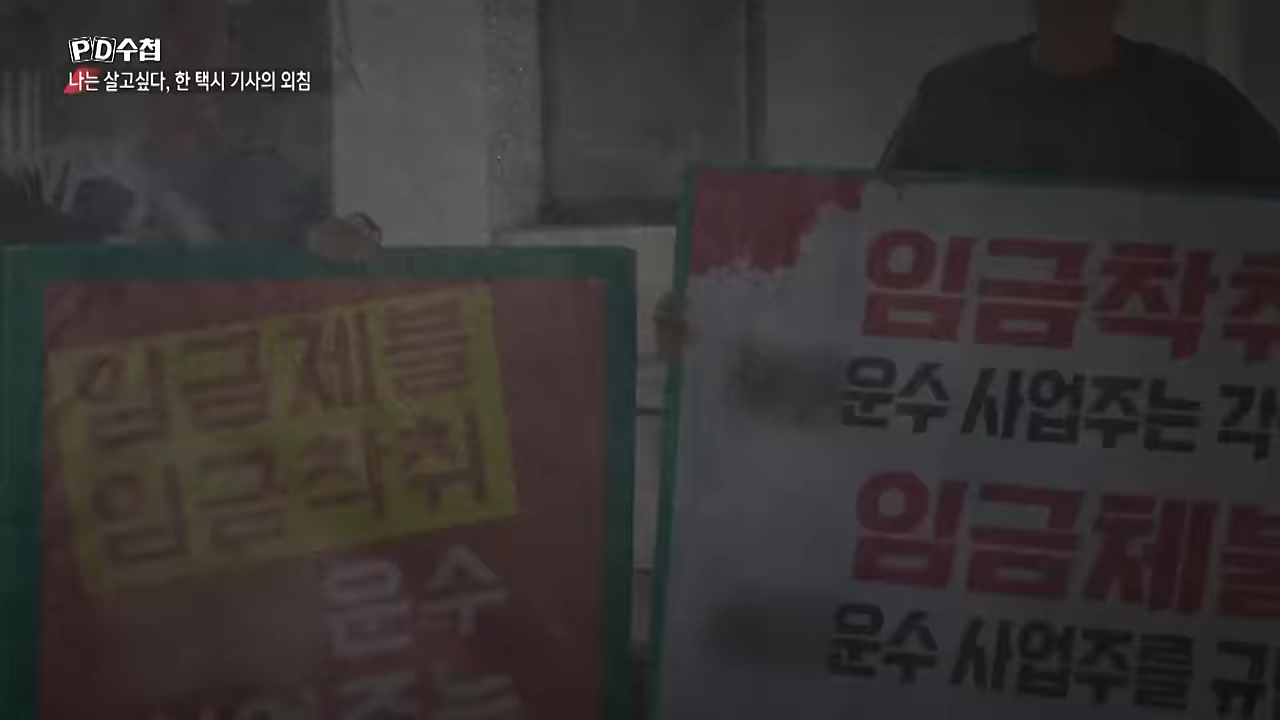 PD수첩
나는 살고싶다, 한 택시 기사의 외침
임금체불
임금착취
운수
임금착취
운수 사업주는 각
임금체불
운수 사업주를 규